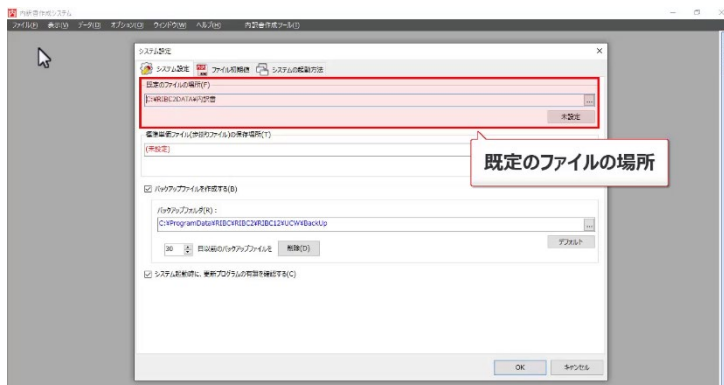 内訳書作成システム
ファイル(F) 表示(V) データ(D) オプション(O) ウィンドウ(W) ヘルプ(H) 内訳書作成ツール(T)
システム設定
システム設定 ファイル初期値 システムの起動方法
既定のファイルの場所(F)
C:¥RIBC2DATA¥内訳書
...
未設定
標準単価ファイル(歩掛りファイル)の保存場所(T)
(未設定)
既定のファイルの場所
バックアップファイルを作成する(B)
バックアップフォルダ(R) :
C:¥ProgramData¥RIBC¥RIBC2¥RIBC12¥UCW¥BackUp
...
デフォルト
30 日以前のバックアップファイルを 削除(D)
システム起動時に、更新プログラムの有無を確認する(C)
OK キャンセル